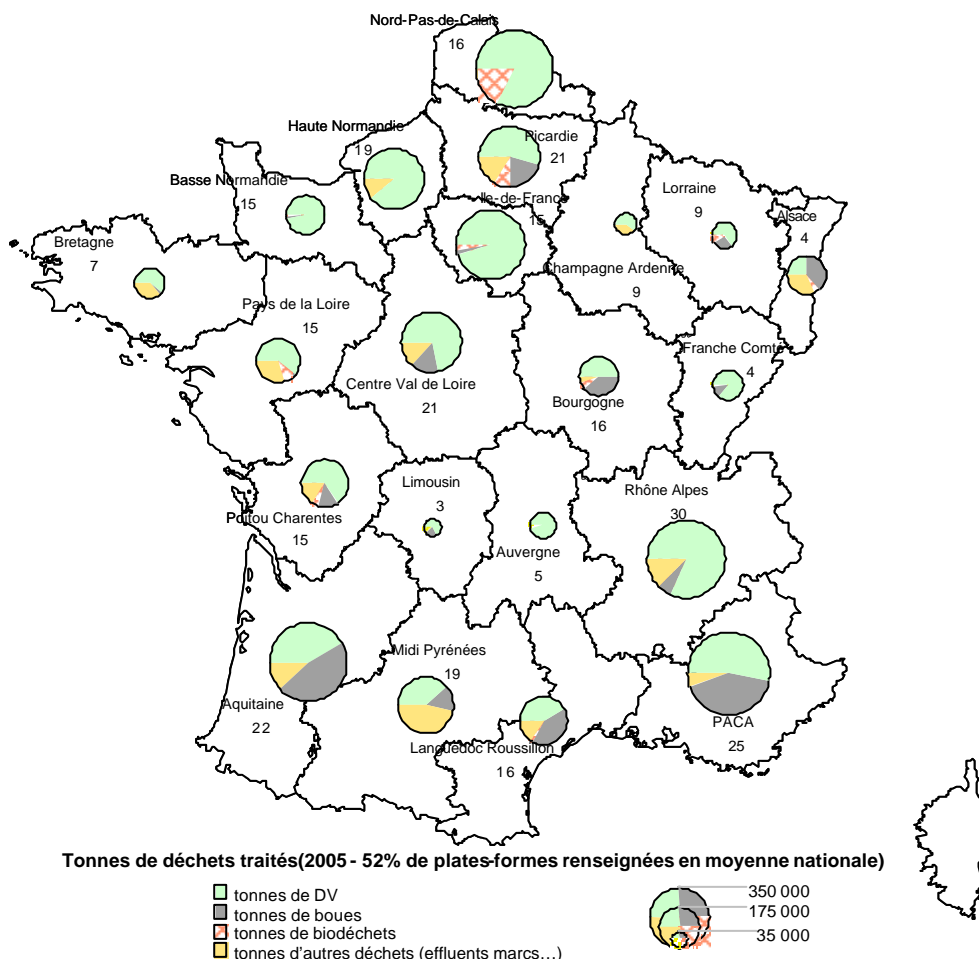 Nord-Pas-de-Calais
16
Haute Normandie
19
Picardie
21
Basse Normandie
15
Ile-de-France
15
Lorraine
9
Alsace
4
Bretagne
7
Champagne Ardenne
9
Pays de la Loire
15
Centre Val de Loire
21
Franche Comté
4
Bourgogne
16
Poitou Charentes
15
Limousin
3
Auvergne
5
Rhône Alpes
30
Aquitaine
22
Midi Pyrénées
19
Languedoc Roussillon
16
PACA
25
Tonnes de déchets traités(2005 - 52% de plates-formes renseignées en moyenne nationale)
tonnes de DV
tonnes de boues
tonnes de biodéchets
tonnes d'autres déchets (effluents marcs...)
350 000
175 000
35 000